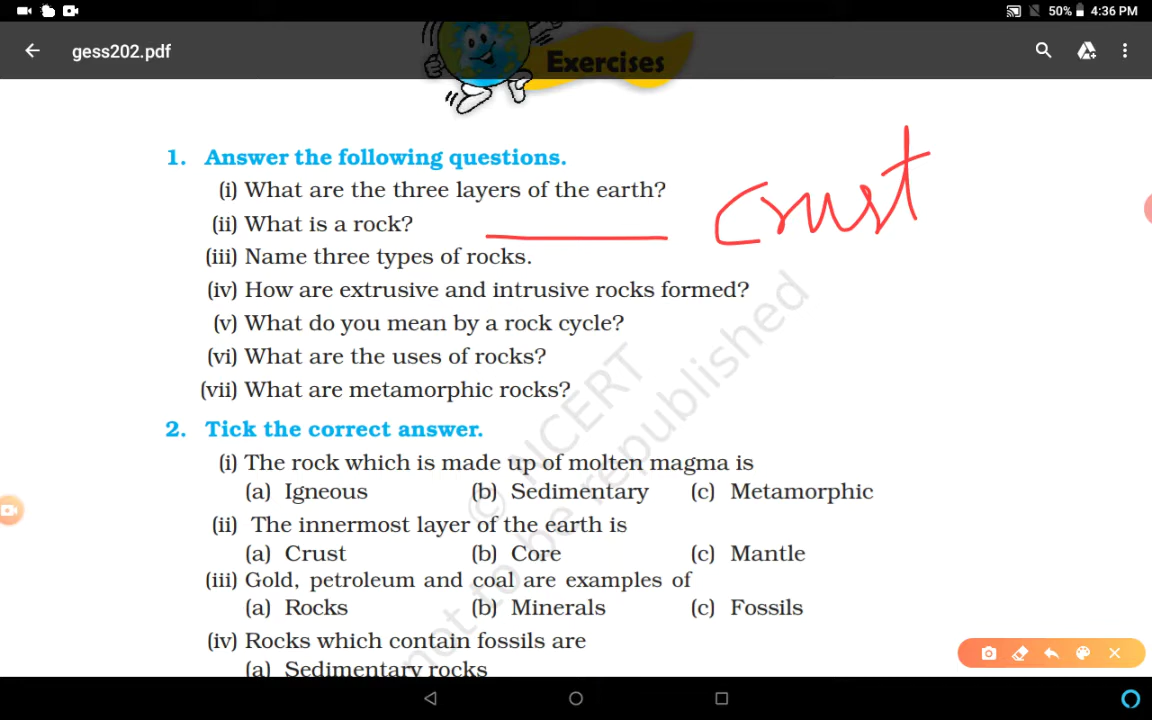 50% 4:36 PM
gess202.pdf
Exercises
1. Answer the following questions.
(i) What are the three layers of the earth?
crust
(ii) What is a rock?
(iii) Name three types of rocks.
(iv) How are extrusive and intrusive rocks formed?
(v) What do you mean by a rock cycle?
(vi) What are the uses of rocks?
(vii) What are metamorphic rocks?
2. Tick the correct answer.
(i) The rock which is made up of molten magma is
(a) Igneous (b) Sedimentary (c) Metamorphic
(ii) The innermost layer of the earth is
(a) Crust (b) Core (c) Mantle
(iii) Gold, petroleum and coal are examples of
(a) Rocks (b) Minerals (c) Fossils
(iv) Rocks which contain fossils are
(a) Sedimentary rocks
© NCERT
not to be republished